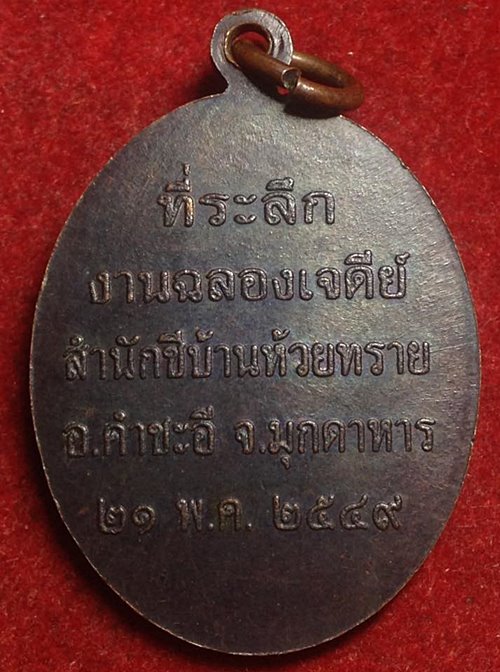 ที่ระลึก
งานฉลองเจดีย์
สำนักชีบ้านห้วยทราย
อ.คำชะอี จ.มุกดาหาร
๒๑ พ.ค. ๒๕๔๙